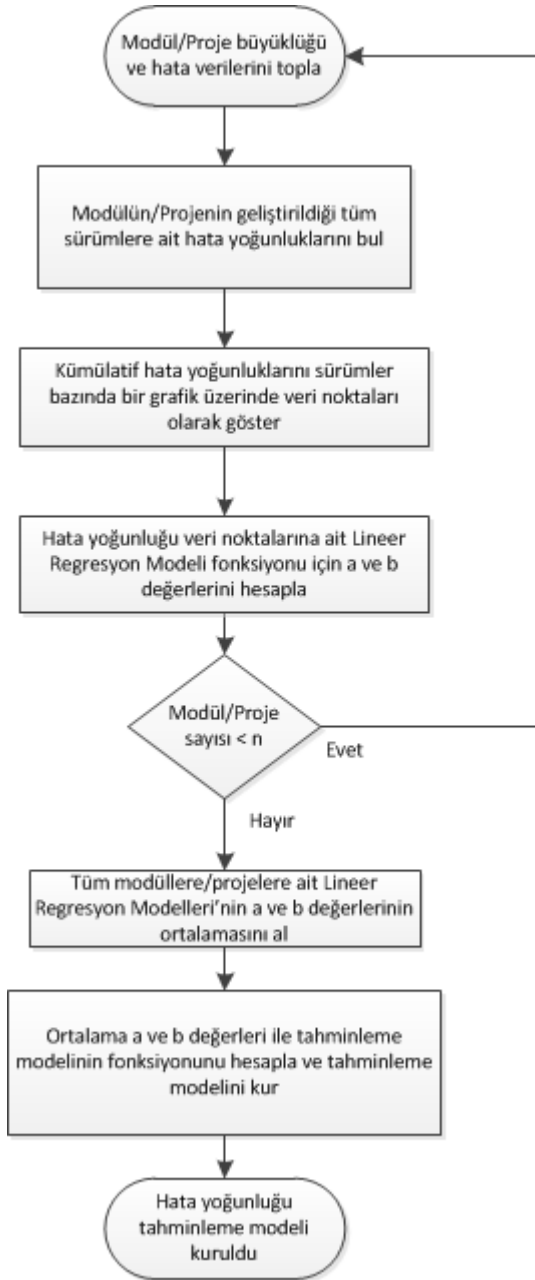 Modül/Proje büyüklüğü
ve hata verilerini topla
Modülün/Projenin geliştirildiği tüm
sürümlere ait hata yoğunluklarını bul
Kümülatif hata yoğunluklarını sürümler
bazında bir grafik üzerinde veri noktaları
olarak göster
Hata yoğunluğu veri noktalarına ait Lineer
Regresyon Modeli fonksiyonu için a ve b
değerlerini hesapla
Modül/Proje
sayısı < n
Evet
Hayır
Tüm modüllere/projelere ait Lineer
Regresyon Modelleri'nin a ve b değerlerinin
ortalamasını al
Ortalama a ve b değerleri ile tahminleme
modelinin fonksiyonunu hesapla ve tahminleme
modelini kur
Hata yoğunluğu
tahminleme modeli
kuruldu